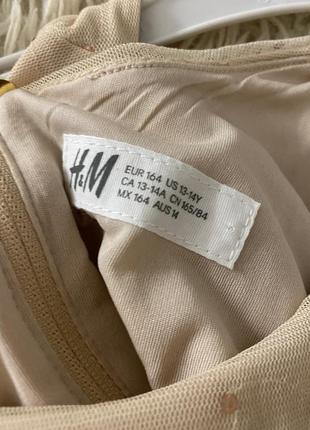 H&M
EUR 164 US 13-14Y
CA 13-14A CN 165/84
MX 164 AUS 14